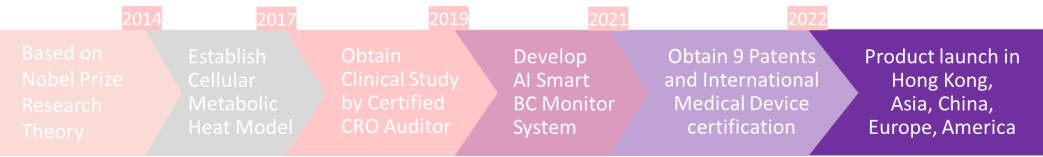 2014
2017
2019
2021
2022
Based on
Nobel Prize
Research
Theory
Establish
Cellular
Metabolic
Heat Model
Obtain
Clinical Study
by Certified
CRO Auditor
Develop
AI Smart
BC Monitor
System
Obtain 9 Patents
and International
Medical Device
certification
Product launch in
Hong Kong,
Asia, China,
Europe, America